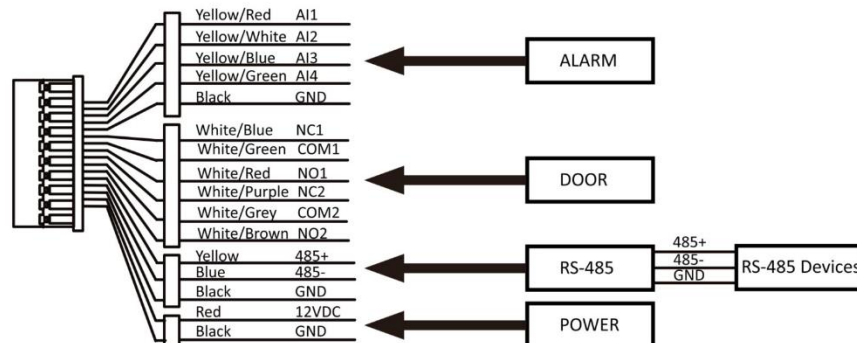 Yellow/Red AI1
Yellow/White AI2
Yellow/Blue AI3
Yellow/Green AI4
Black GND
ALARM
White/Blue NC1
White/Green COM1
White/Red NO1
White/Purple NC2
White/Grey COM2
White/Brown NO2
DOOR
Yellow 485+
Blue 485-
Black GND
RS-485
485+
485-
GND
RS-485 Devices
Red 12VDC
Black GND
POWER